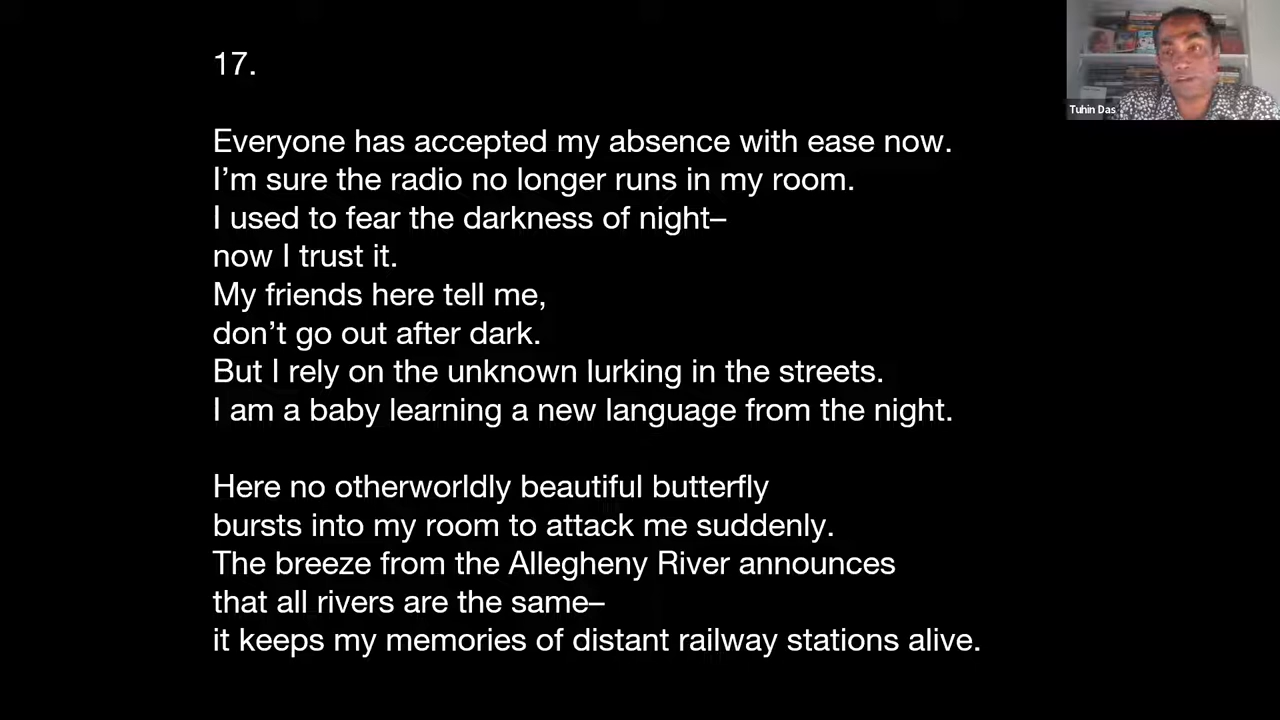 17.
Everyone has accepted my absence with ease now.
I’m sure the radio no longer runs in my room.
I used to fear the darkness of night–
now I trust it.
My friends here tell me,
don’t go out after dark.
But I rely on the unknown lurking in the streets.
I am a baby learning a new language from the night.
Here no otherworldly beautiful butterfly
bursts into my room to attack me suddenly.
The breeze from the Allegheny River announces
that all rivers are the same–
it keeps my memories of distant railway stations alive.
Tuhin Das